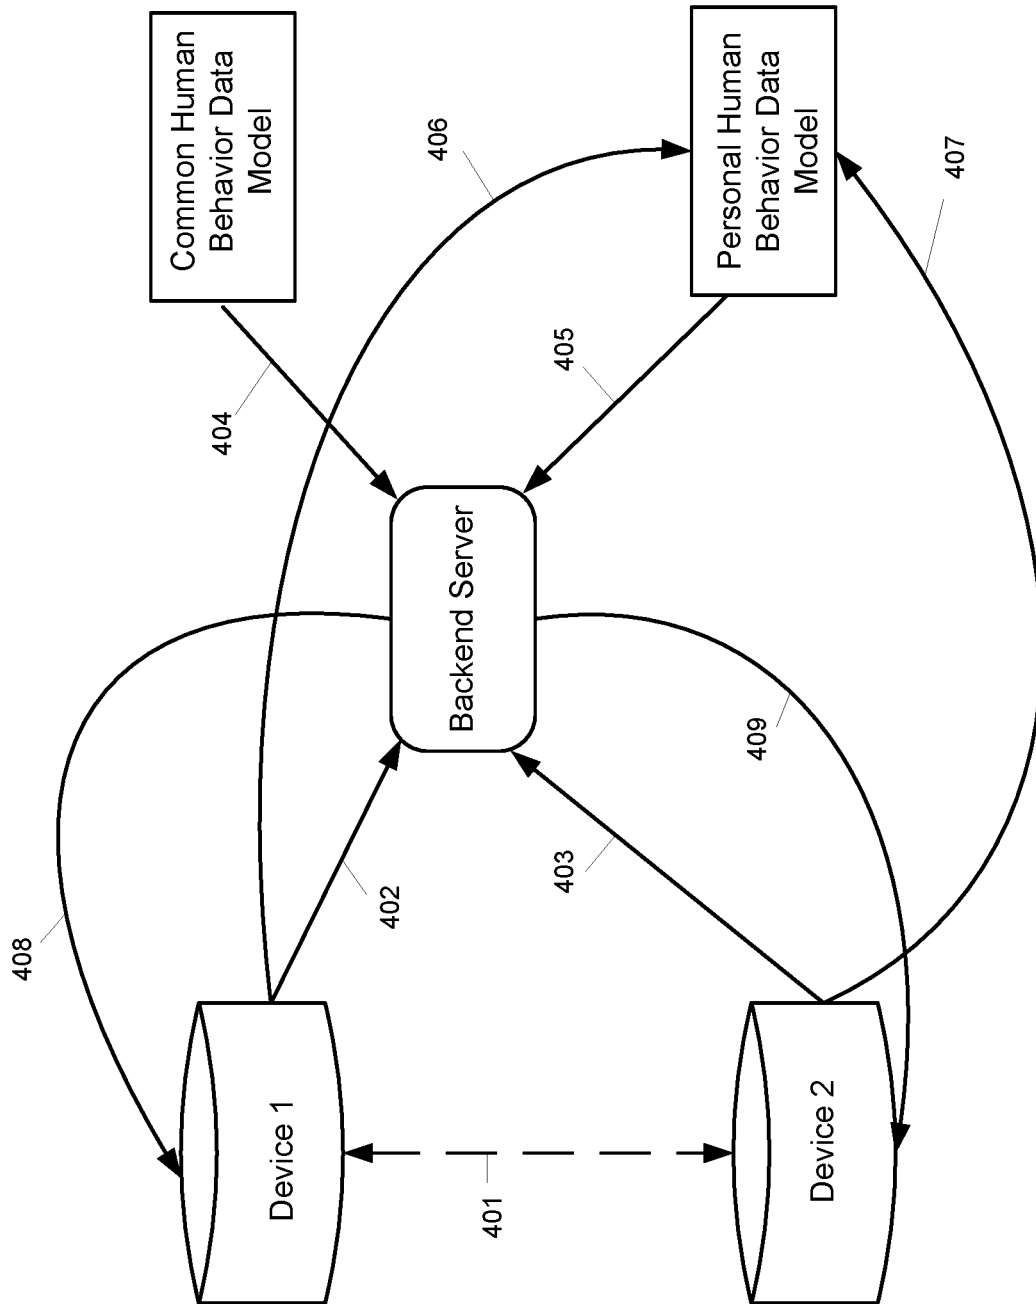 Common Human
Behavior Data
Model
Personal Human
Behavior Data
Model
406
407
404
405
Backend Server
408
402
403
409
Device 1
401
Device 2